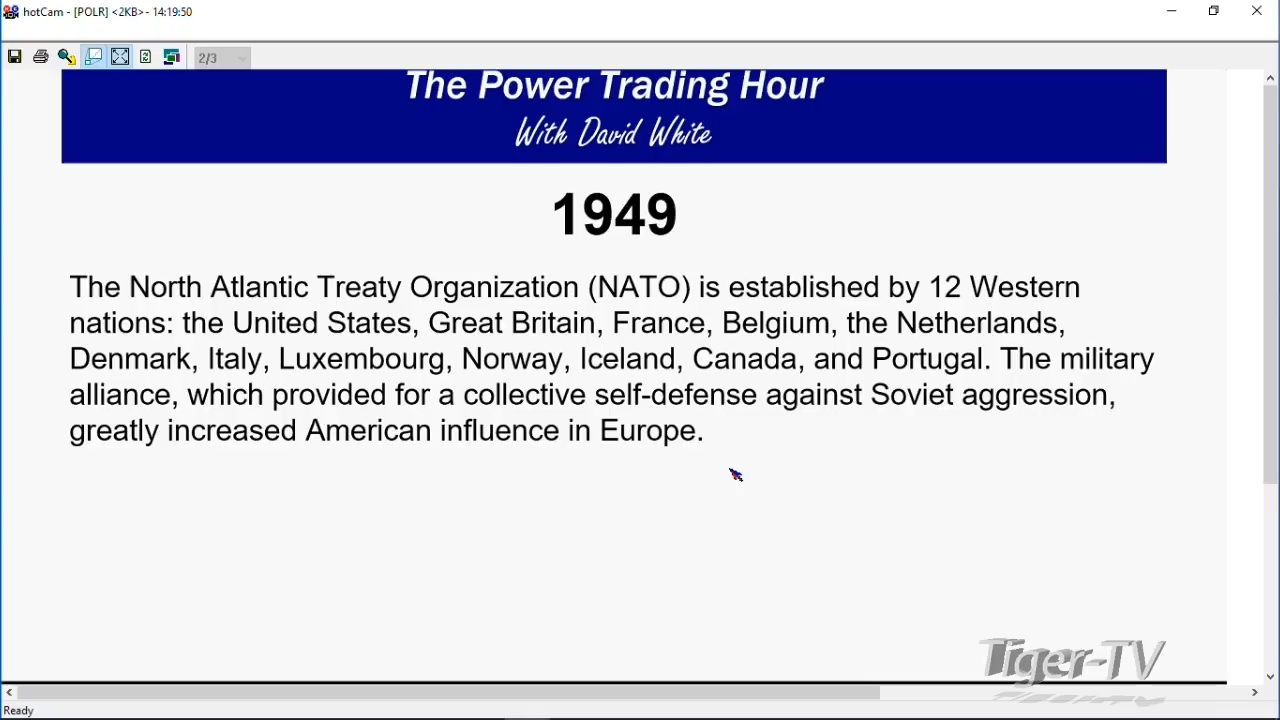 hotCam - [POLR] <2KB> - 14:19:50
2/3
The Power Trading Hour
With David White
1949
The North Atlantic Treaty Organization (NATO) is established by 12 Western
nations: the United States, Great Britain, France, Belgium, the Netherlands,
Denmark, Italy, Luxembourg, Norway, Iceland, Canada, and Portugal. The military
alliance, which provided for a collective self-defense against Soviet aggression,
greatly increased American influence in Europe.
Tiger-TV
Ready